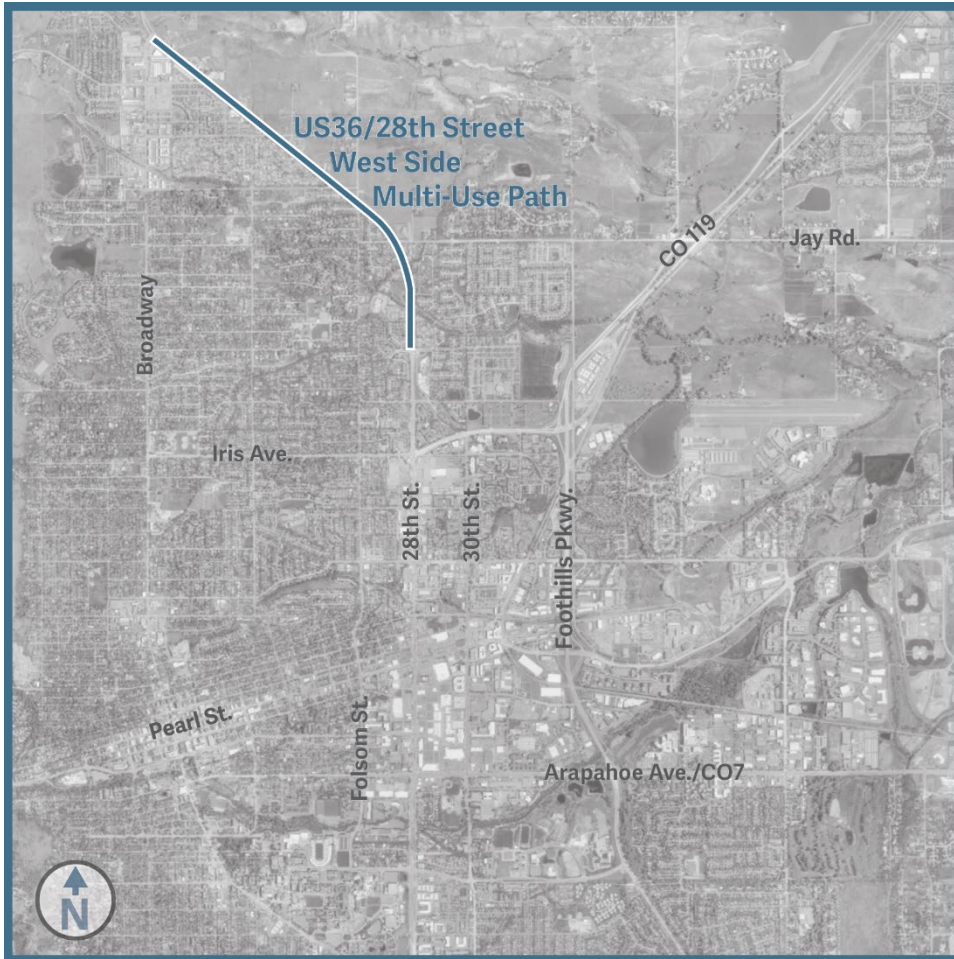 US36/28th Street
West Side
Multi-Use Path
CO 119
Jay Rd.
Broadway
Iris Ave.
28th St.
30th St.
Foothills Pkwy.
Pearl St.
Folsom St.
Arapahoe Ave./CO7
N